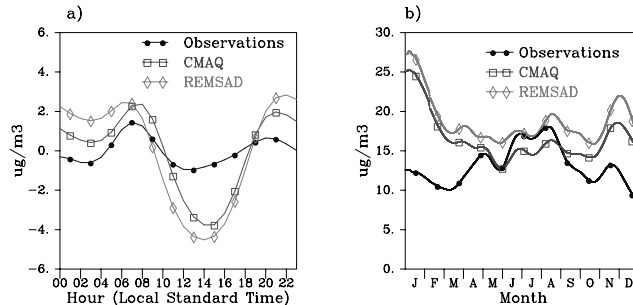 a)
6.
4.
2.
0.
−2.
−4.
−6.
ug/m3
Observations
CMAQ
REMSAD
00 02 04 06 08 10 12 14 16 18 20 22
Hour (Local Standard Time)
b)
30.
25.
20.
15.
10.
5.
0.
ug/m3
Observations
CMAQ
REMSAD
J F M A M J J A S O N D
Month